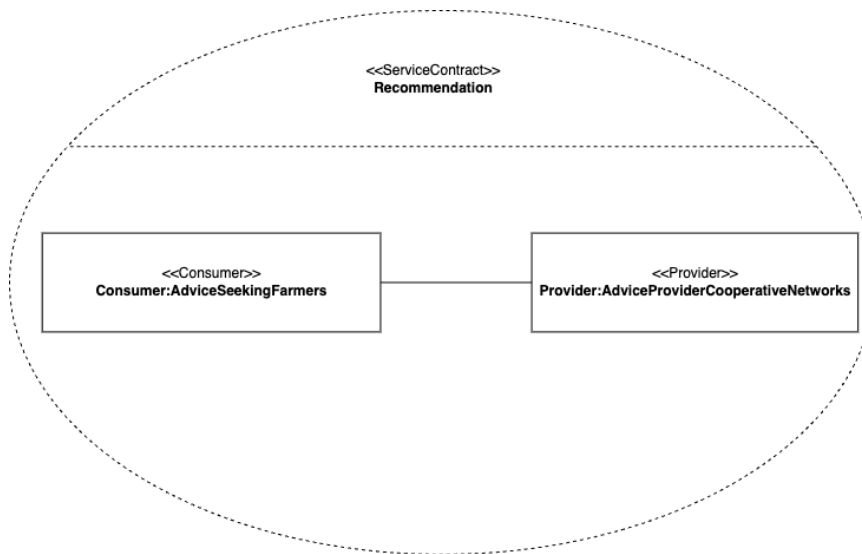 <<ServiceContract>>
Recommendation
<<Consumer>>
Consumer:AdviceSeekingFarmers
<<Provider>>
Provider:AdviceProviderCooperativeNetworks